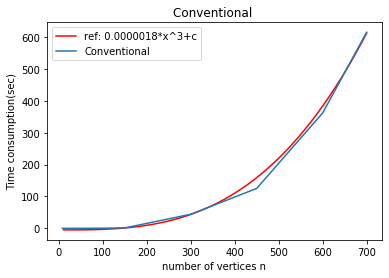 Conventional
ref: 0.0000018*x^3+c
Conventional
Time consumption(sec)
600
500
400
300
200
100
0
0 100 200 300 400 500 600 700
number of vertices n